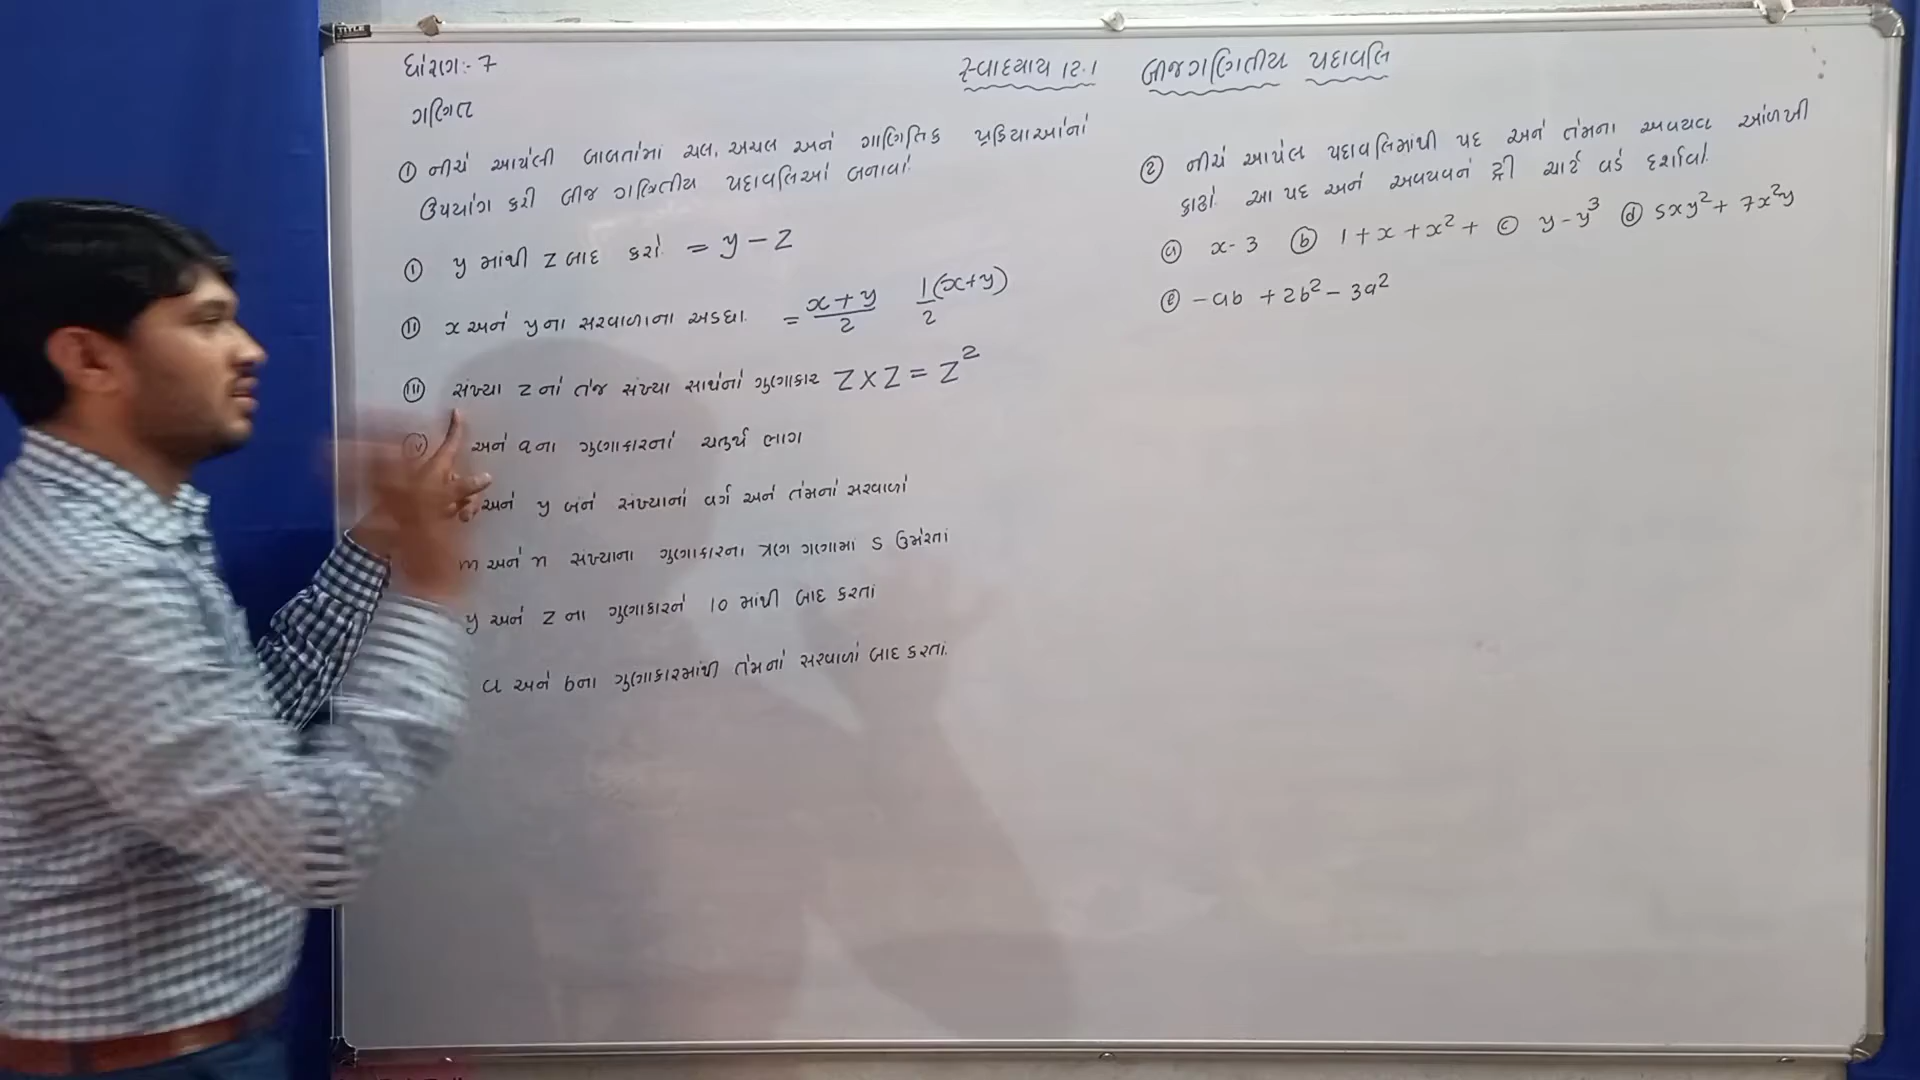 ધોરણ:- 7
ગણિત
સ્વાધ્યાય 12.1 બીજગણિતીય પદાવલિ
① નીચે આપેલી બાબતોમાં ચલ, અચલ અને ગાણિતિક પ્રક્રિયાઓનો
ઉપયોગ કરી બીજ ગણિતીય પદાવલિઓ બનાવો.
(i) y માંથી z બાદ કરો. = y - z
(ii) x અને y ના સરવાળાના અડધા. = x+y/2 1/2(x+y)
(iii) સંખ્યા z નો તેજ સંખ્યા સાથેનો ગુણાકાર z×z = z²
અને q ના ગુણાકારનો ચતુર્થ ભાગ
અને y બંને સંખ્યાનો વર્ગ અને તેમનો સરવાળો
m અને n સંખ્યાના ગુણાકારના ત્રણ ગણામાં 5 ઉમેરતાં
y અને z ના ગુણાકારને 10 માંથી બાદ કરતાં
a અને b ના ગુણાકારમાંથી તેમનો સરવાળો બાદ કરતાં.
② નીચે આપેલ પદાવલિમાંથી પદ અને તેમના અવયવ ઓળખી
કાઢો. આ પદ અને અવયવને ટ્રી ચાર્ટ વડે દર્શાવો.
ⓐ x-3 ⓑ 1+x+x²+ ⓒ y-y³ ⓓ 5xy²+7x²y
ⓔ -ab+2b²-3a²